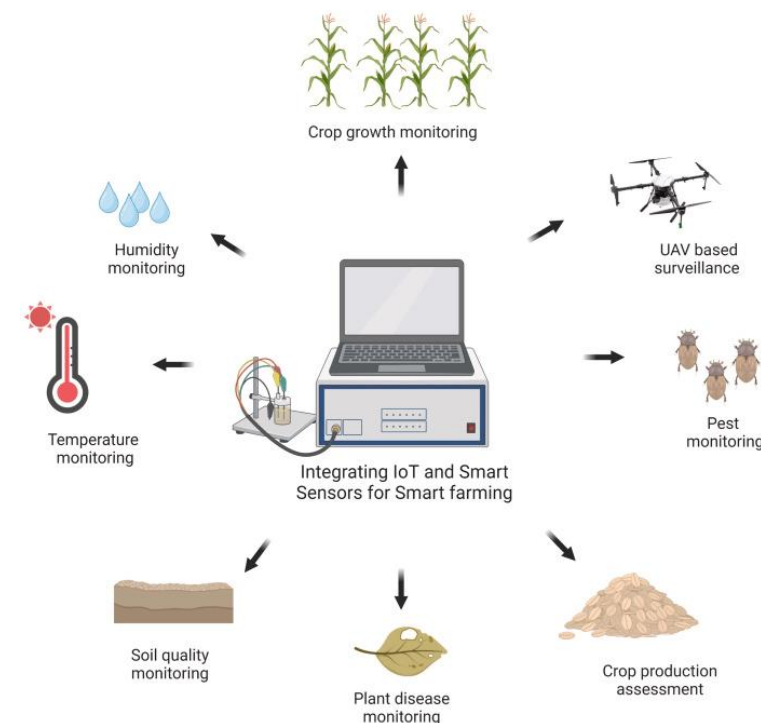 Crop growth monitoring
Humidity
monitoring
UAV based
surveillance
Temperature
monitoring
Pest
monitoring
Integrating IoT and Smart
Sensors for Smart farming
Soil quality
monitoring
Plant disease
monitoring
Crop production
assessment